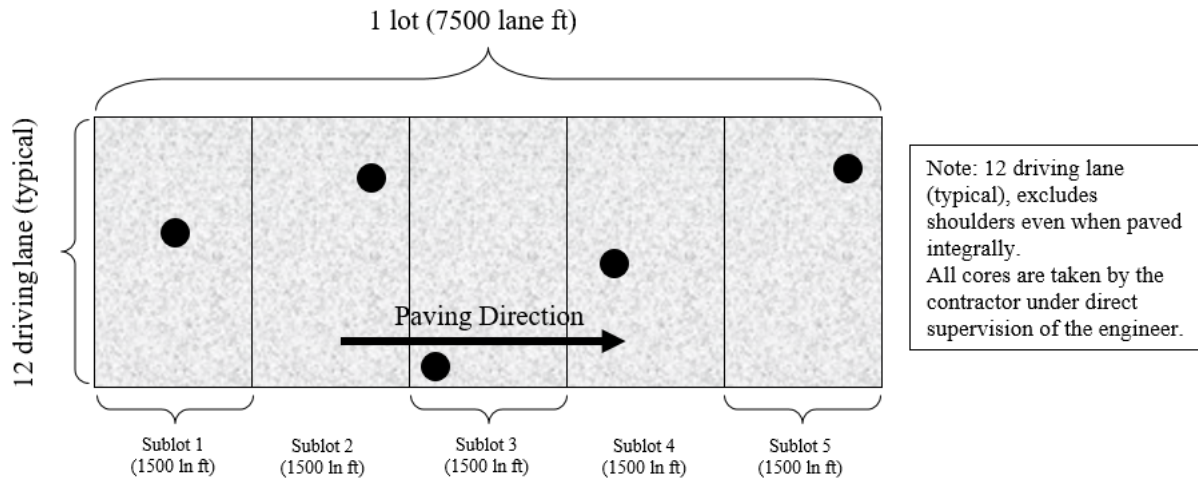 1 lot (7500 lane ft)
12 driving lane (typical)
Note: 12 driving lane
(typical), excludes
shoulders even when paved
integrally.
All cores are taken by the
contractor under direct
supervision of the engineer.
Paving Direction
Sublot 1
(1500 ln ft)
Sublot 2
(1500 ln ft)
Sublot 3
(1500 ln ft)
Sublot 4
(1500 ln ft)
Sublot 5
(1500 ln ft)